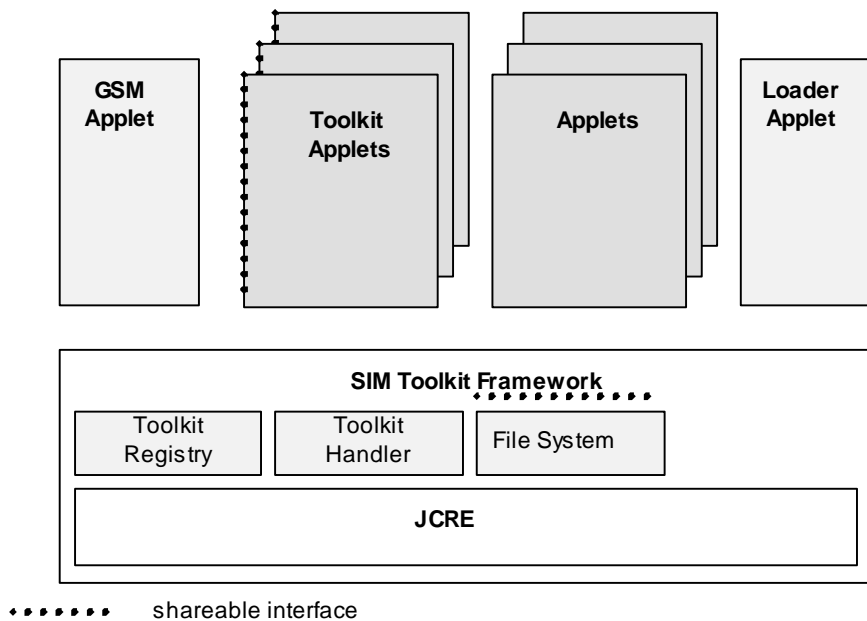 GSM
Applet
Toolkit
Applets
Applets
Loader
Applet
SIM Toolkit Framework
Toolkit
Registry
Toolkit
Handler
File System
JCRE
shareable interface